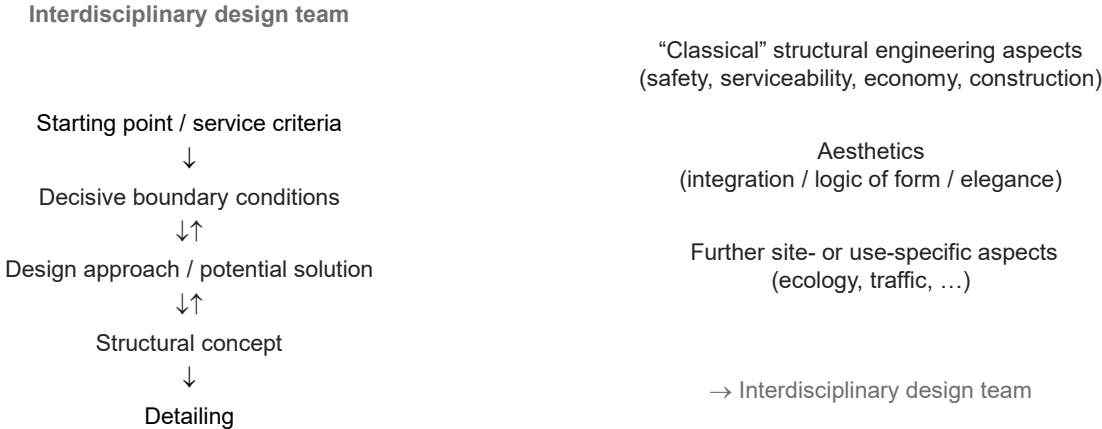 Interdisciplinary design team
Starting point / service criteria
↓
Decisive boundary conditions
↓↑
Design approach / potential solution
↓↑
Structural concept
↓
Detailing
“Classical” structural engineering aspects
(safety, serviceability, economy, construction)
Aesthetics
(integration / logic of form / elegance)
Further site- or use-specific aspects
(ecology, traffic, …)
→ Interdisciplinary design team